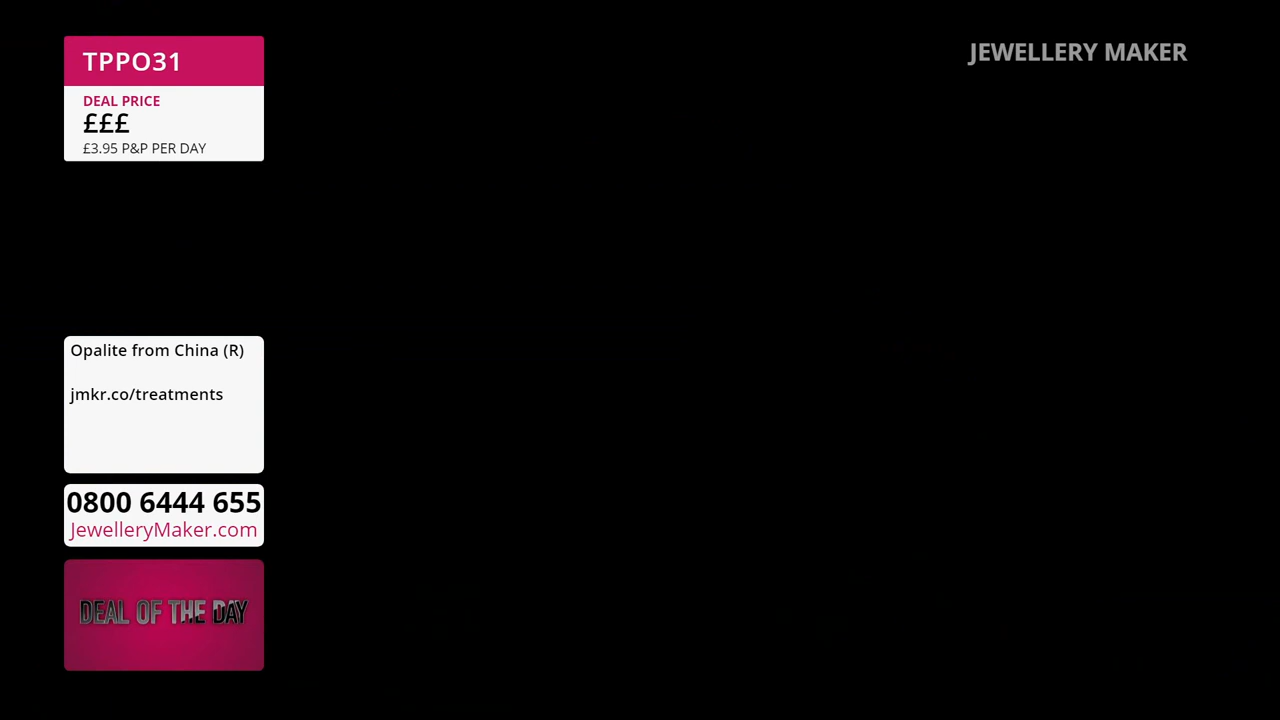 TPPO31
DEAL PRICE
£££
£3.95 P&P PER DAY
JEWELLERY MAKER
Opalite from China (R)
jmkr.co/treatments
0800 6444 655
JewelleryMaker.com
DEAL OF THE DAY